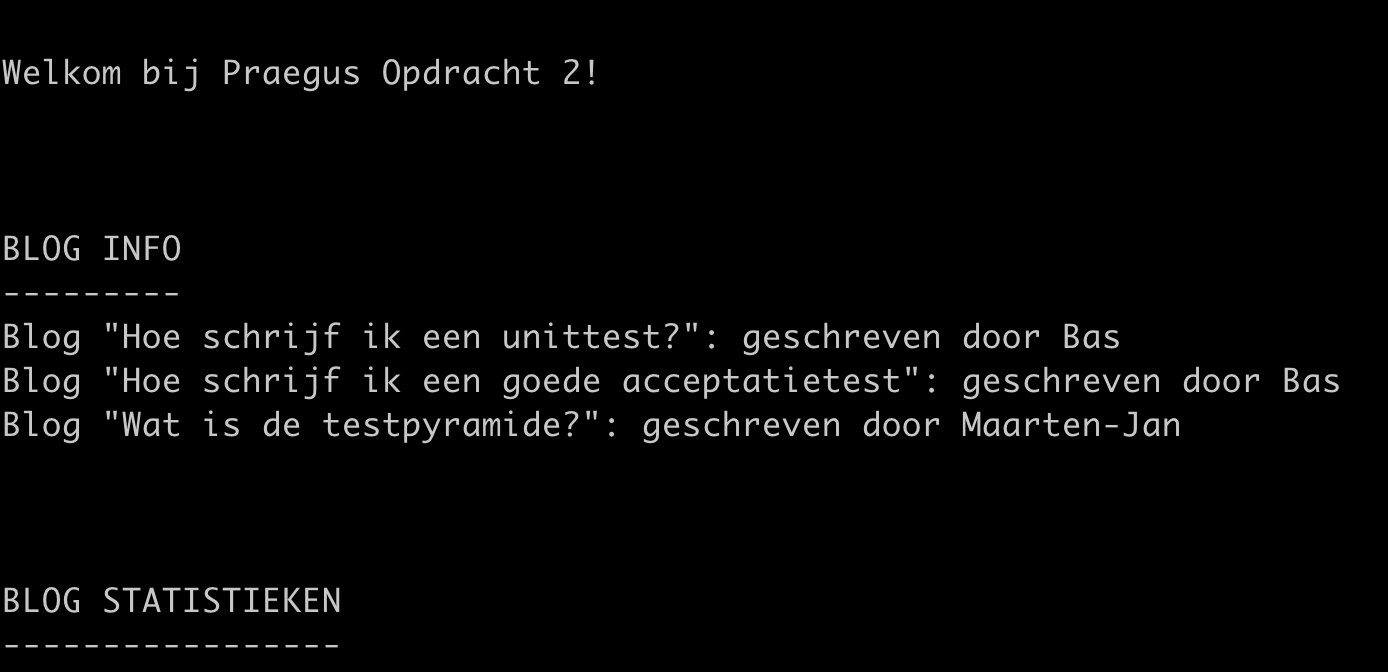 Welkom bij Praegus Opdracht 2!
BLOG INFO
---------
Blog "Hoe schrijf ik een unittest?": geschreven door Bas
Blog "Hoe schrijf ik een goede acceptatietest": geschreven door Bas
Blog "Wat is de testpyramide?": geschreven door Maarten-Jan
BLOG STATISTIEKEN
-----------------